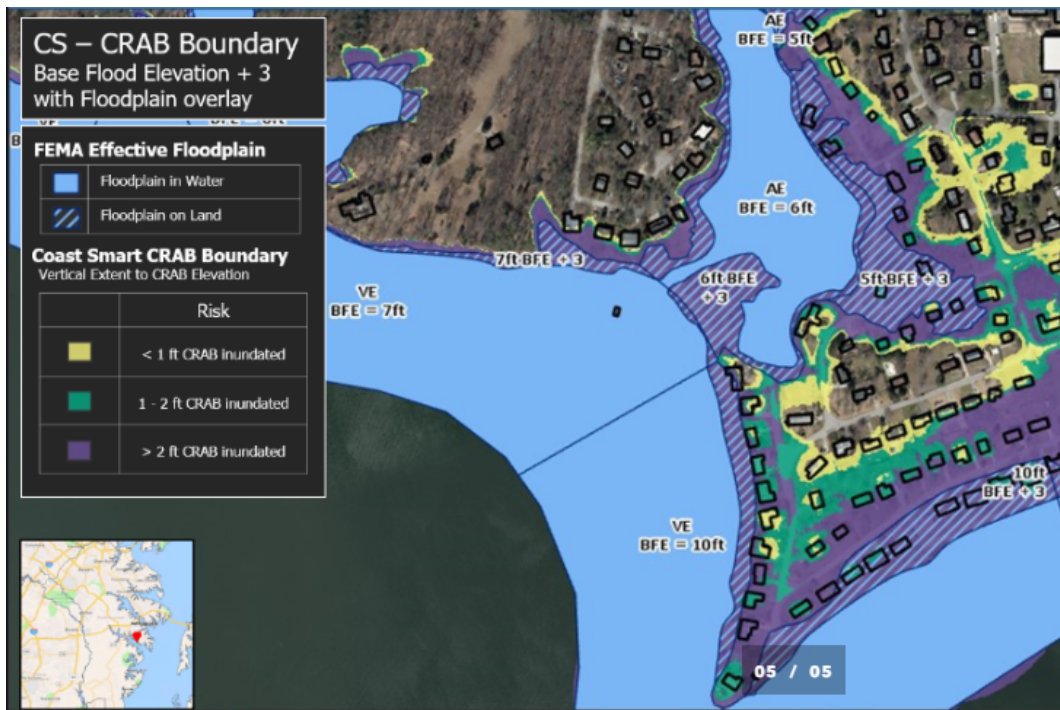 CS – CRAB Boundary
Base Flood Elevation + 3
with Floodplain overlay
FEMA Effective Floodplain
Floodplain in Water
Floodplain on Land
Coast Smart CRAB Boundary
Vertical Extent to CRAB Elevation
Risk
< 1 ft CRAB inundated
1 - 2 ft CRAB inundated
> 2 ft CRAB inundated
AE
BFE = 5ft
AE
BFE = 6ft
7ft BFE + 3
6ft BFE
+ 3
5ft BFE + 3
VE
BFE = 7ft
10ft
BFE + 3
VE
BFE = 10ft
05 / 05